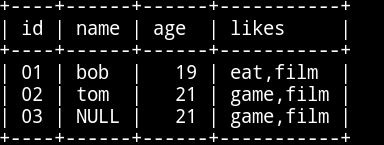 +----+------+------+-----------+
| id | name | age  | likes     |
+----+------+------+-----------+
| 01 | bob  |   19 | eat,film  |
| 02 | tom  |   21 | game,film |
| 03 | NULL |   21 | game,film |
+----+------+------+-----------+